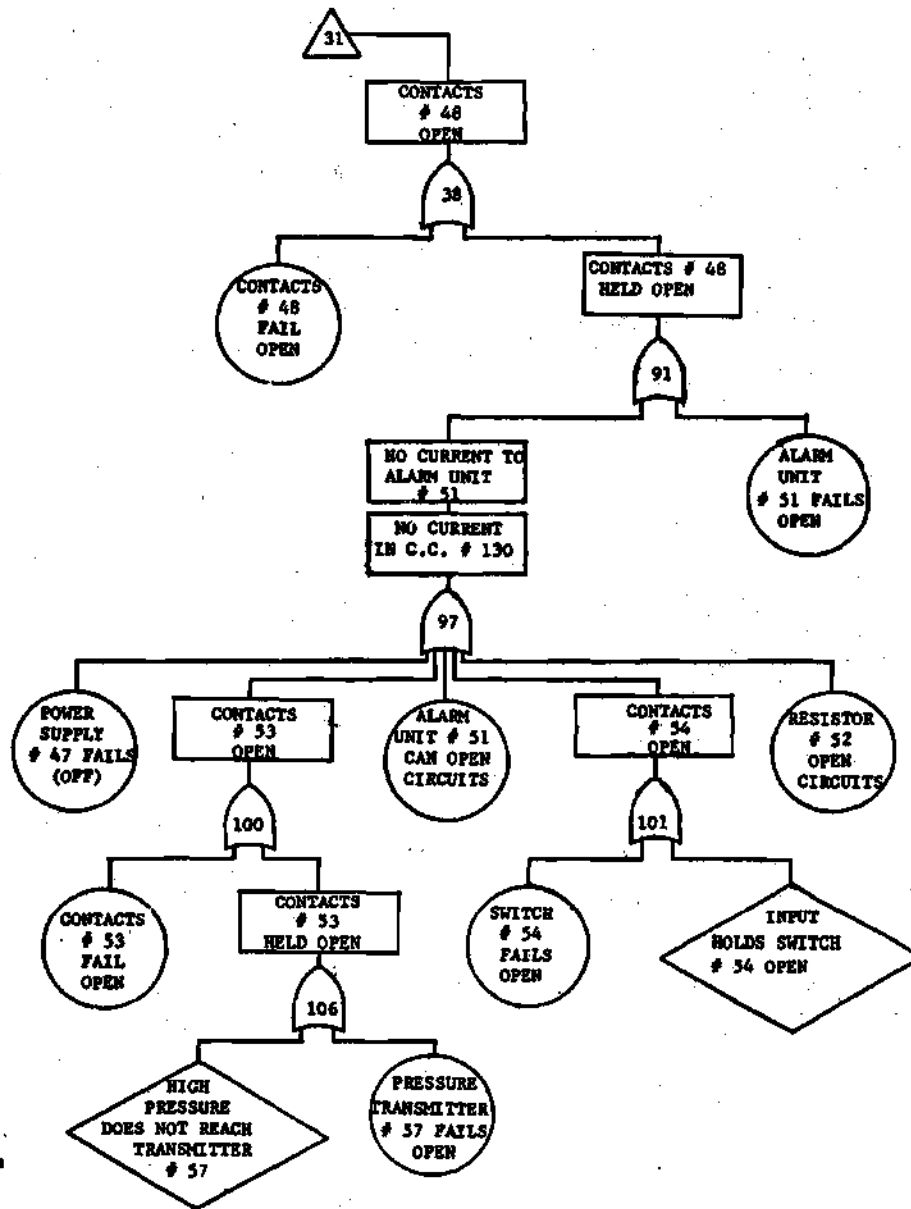 31
CONTACTS
# 48
OPEN
38
CONTACTS
# 48
FAIL
OPEN
CONTACTS # 48
HELD OPEN
91
NO CURRENT TO
ALARM UNIT
# 51
ALARM
UNIT
# 51 FAILS
OPEN
NO CURRENT
IN C.C. # 130
97
POWER
SUPPLY
# 47 FAILS
(OFF)
CONTACTS
# 53
OPEN
ALARM
UNIT # 51
CAN OPEN
CIRCUITS
CONTACTS
# 54
OPEN
RESISTOR
# 52
OPEN
CIRCUITS
100
101
CONTACTS
# 53
FAIL
OPEN
CONTACTS
# 53
HELD OPEN
SWITCH
# 54
FAILS
OPEN
INPUT
HOLDS SWITCH
# 54 OPEN
106
HIGH
PRESSURE
DOES NOT REACH
TRANSMITTER
# 57
PRESSURE
TRANSMITTER
# 57 FAILS
OPEN